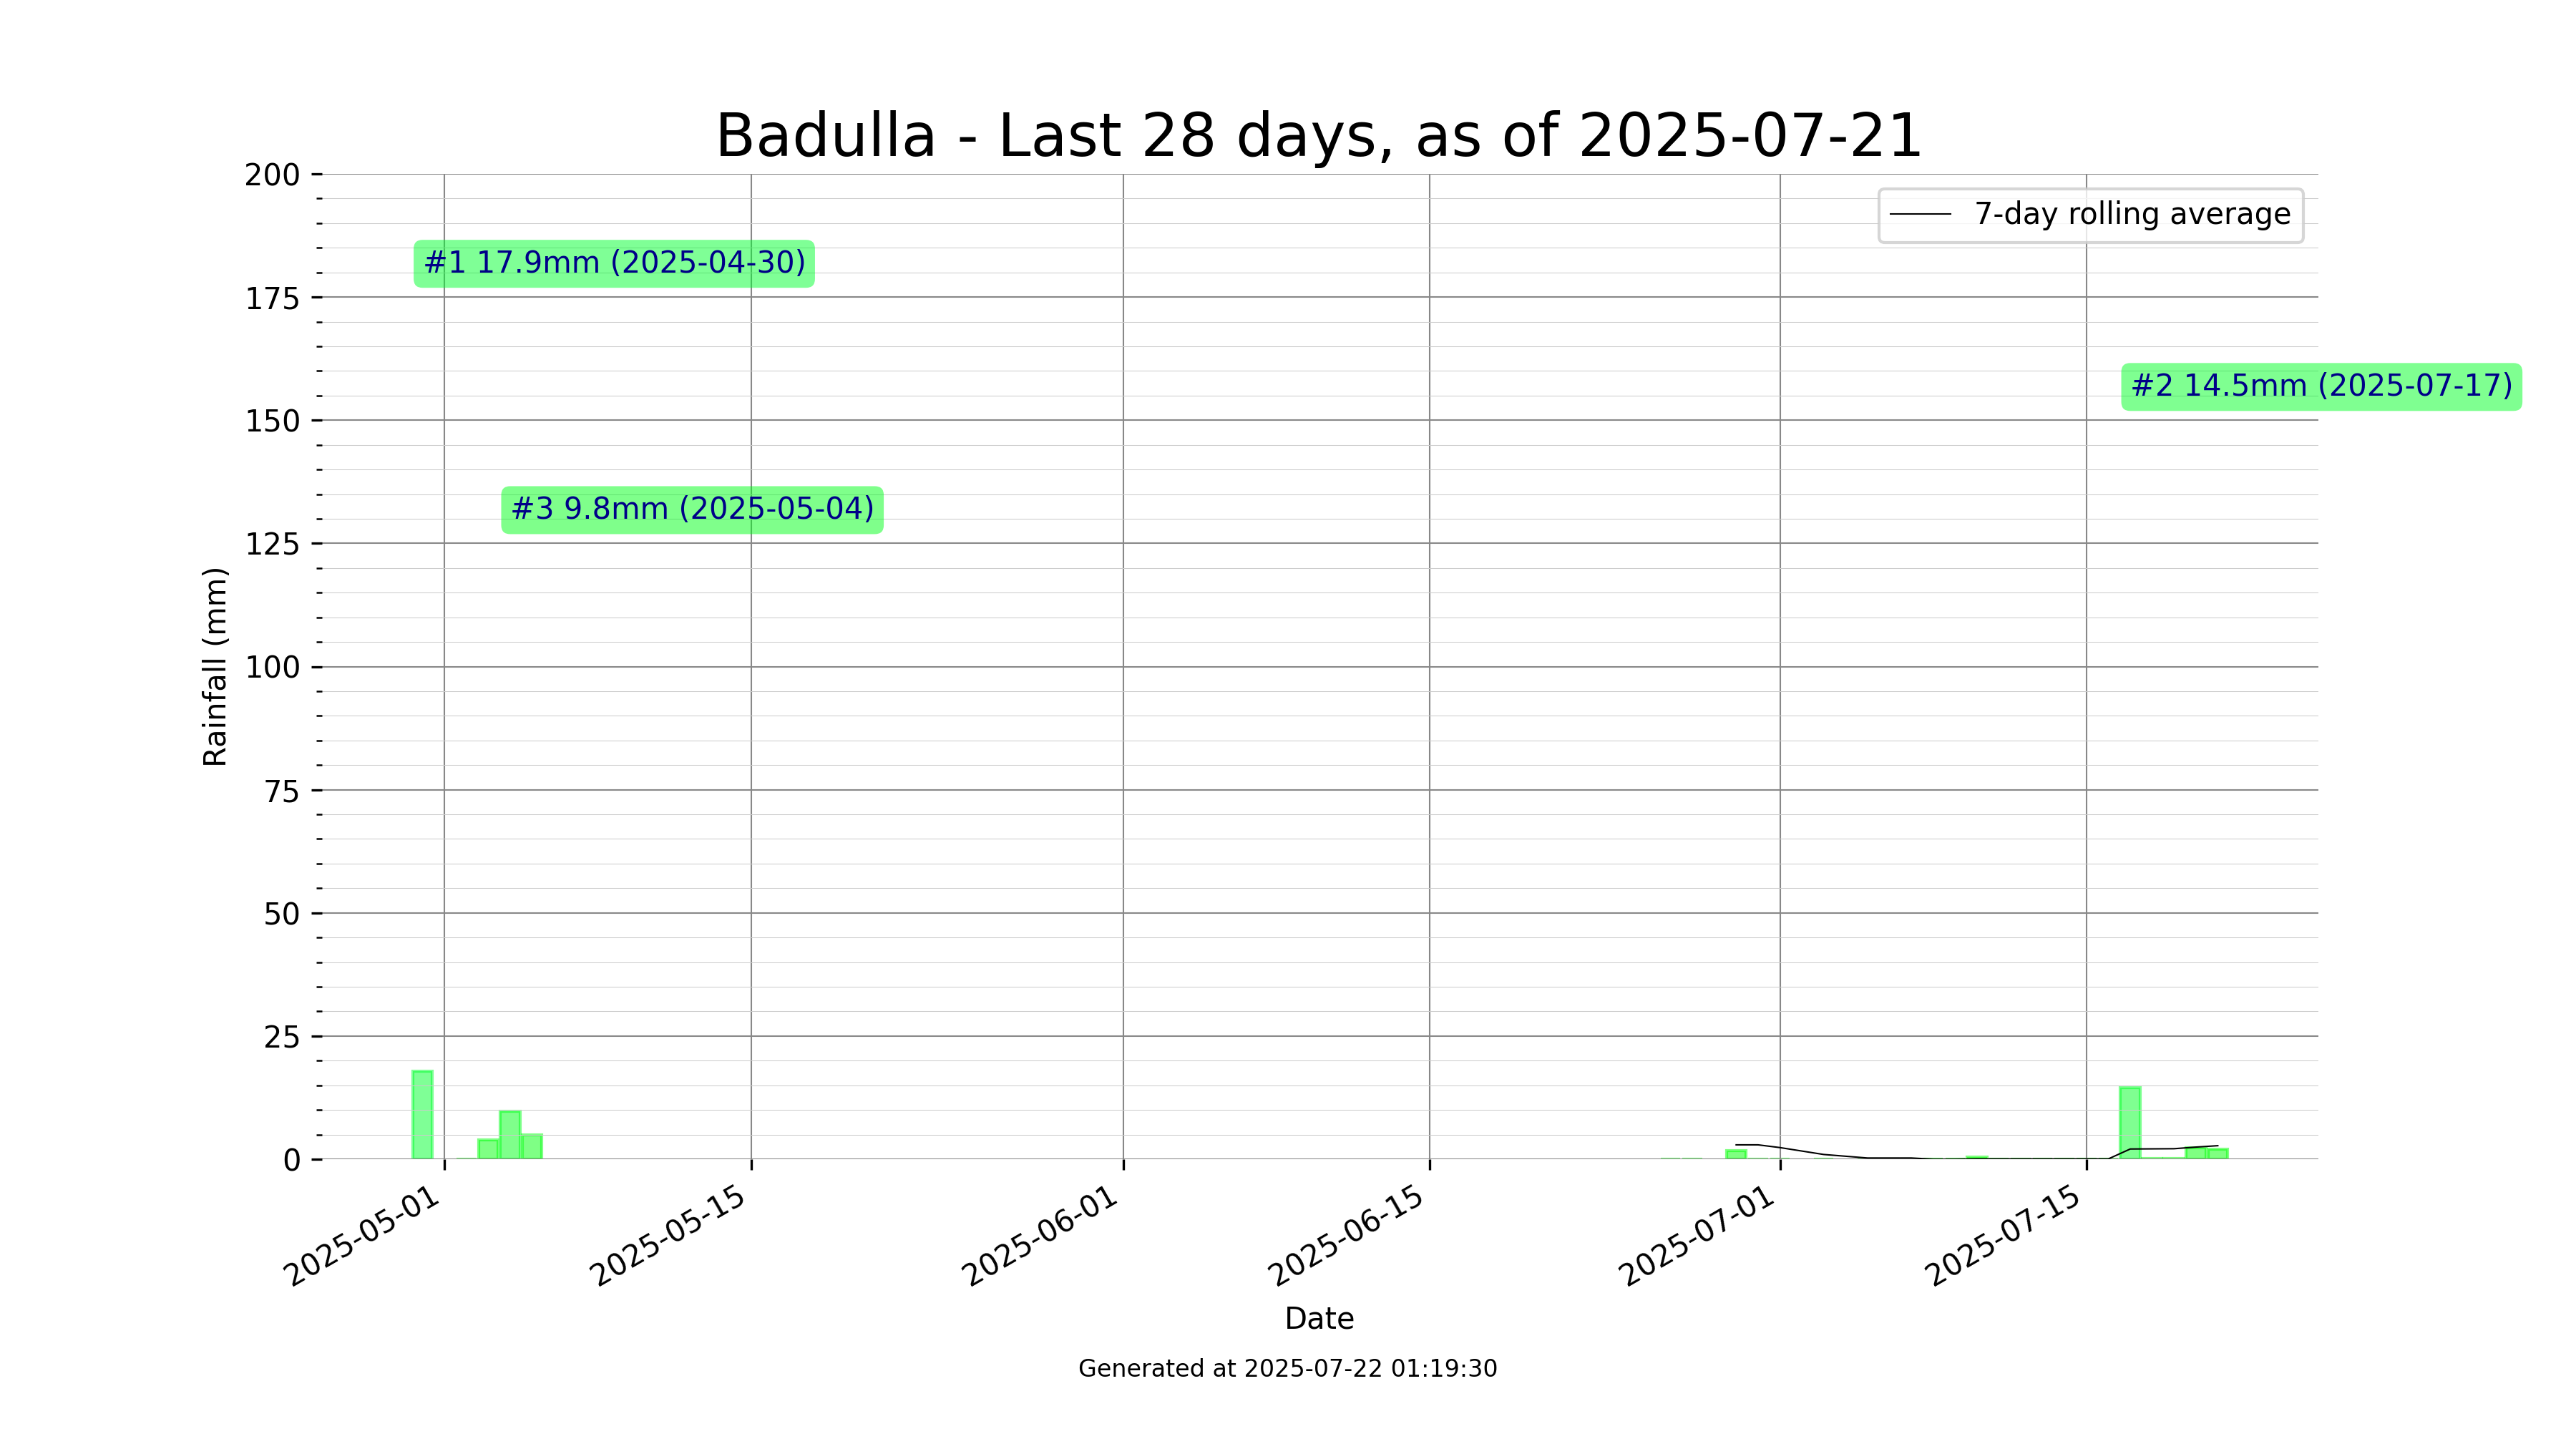 Badulla - Last 28 days, as of 2025-07-21
200
175
150
125
100
75
50
25
0
Rainfall (mm)
7-day rolling average
#1 17.9mm (2025-04-30)
#2 14.5mm (2025-07-17)
#3 9.8mm (2025-05-04)
2025-05-01
2025-05-15
2025-06-01
2025-06-15
2025-07-01
2025-07-15
Date
Generated at 2025-07-22 01:19:30